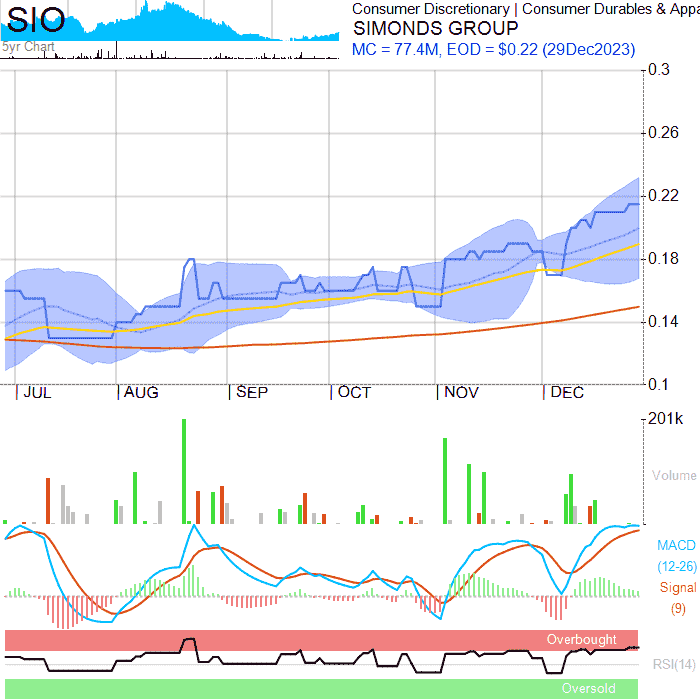 SIO
5yr Chart
Consumer Discretionary | Consumer Durables & Appa
SIMONDS GROUP
MC = 77.4M, EOD = $0.22 (29Dec2023)
0.3
0.26
0.22
0.18
0.14
0.1
JUL AUG SEP OCT NOV DEC
201k
Volume
MACD
(12-26)
Signal
(9)
Overbought
RSI(14)
Oversold